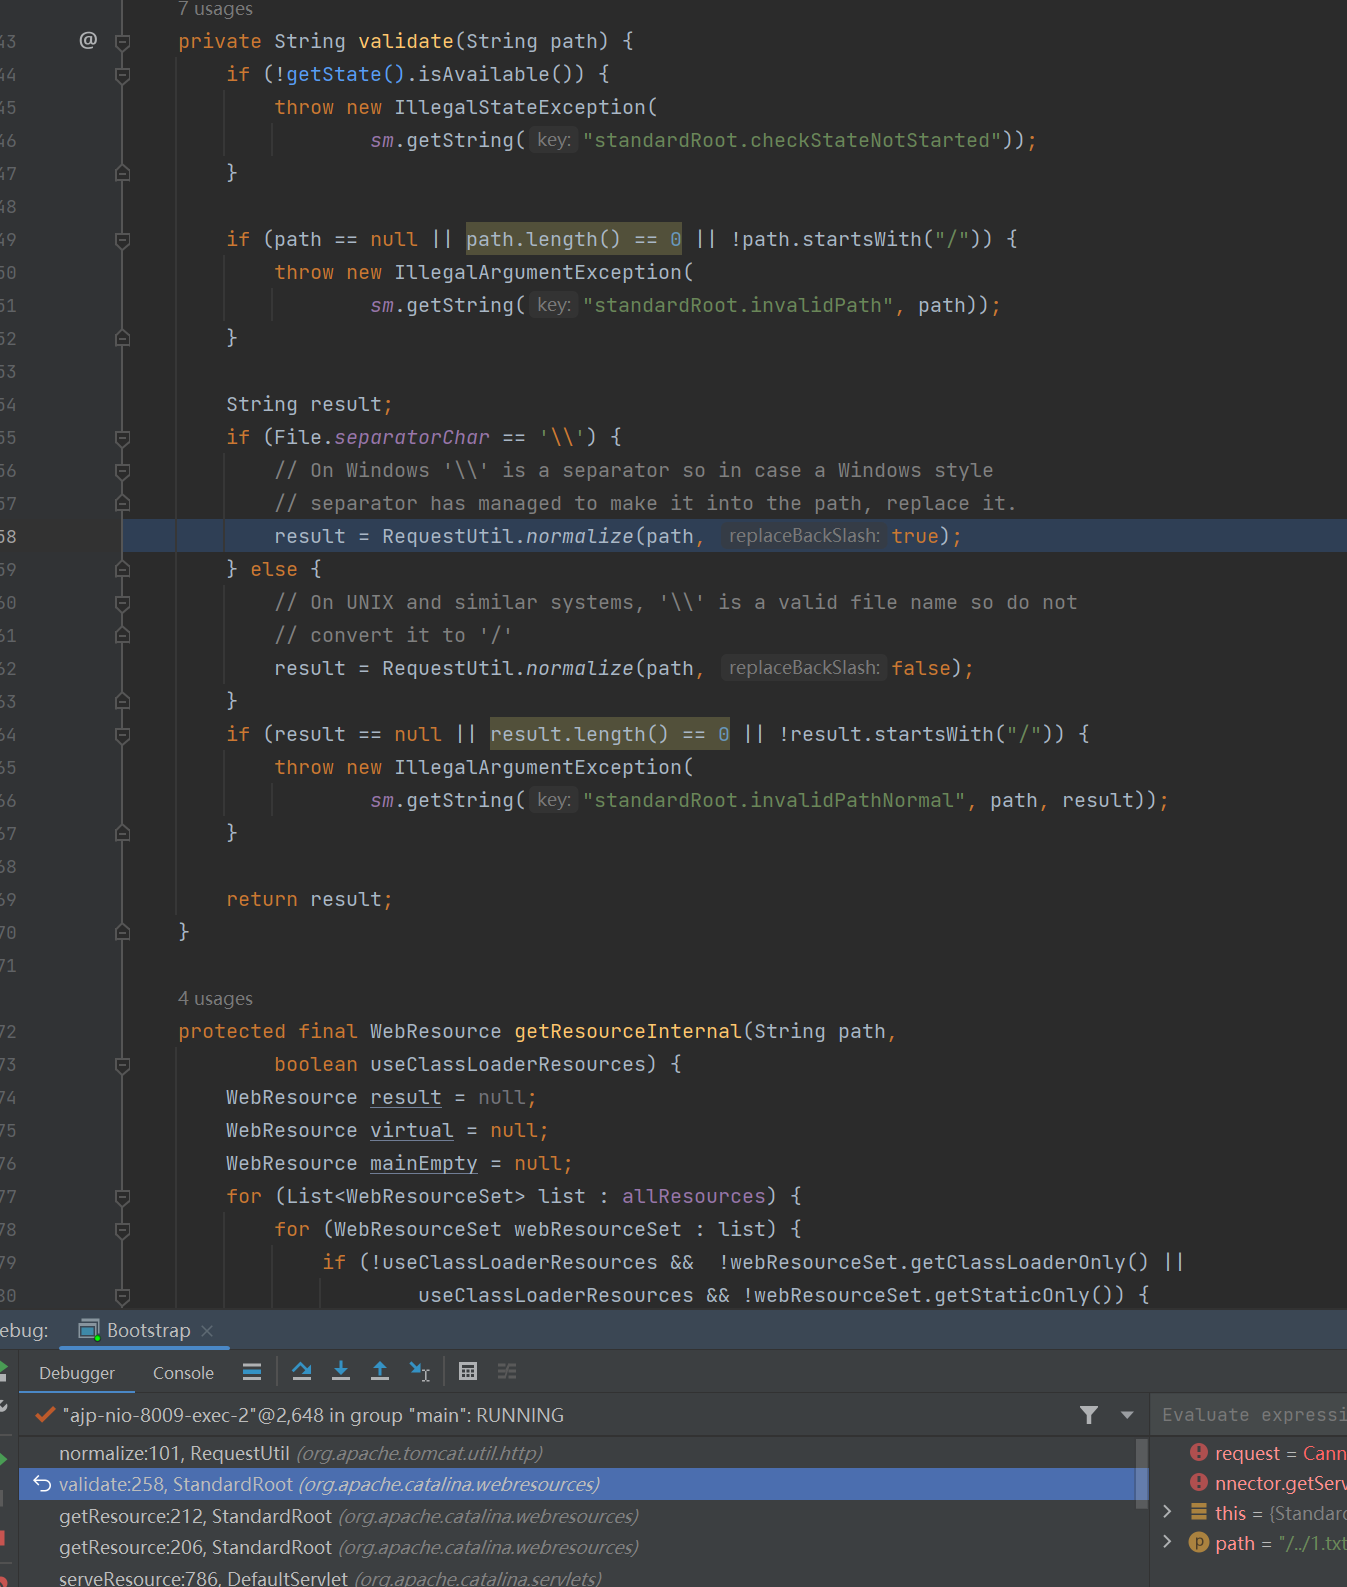 7 usages
43 @ private String validate(String path) {
44 if (!getState().isAvailable()) {
45 throw new IllegalStateException(
46 sm.getString( key: "standardRoot.checkStateNotStarted"));
47 }
48
49 if (path == null || path.length() == 0 || !path.startsWith("/")) {
50 throw new IllegalArgumentException(
51 sm.getString( key: "standardRoot.invalidPath", path));
52 }
53
54 String result;
55 if (File.separatorChar == '\\') {
56 // On Windows '\\' is a separator so in case a Windows style
57 // separator has managed to make it into the path, replace it.
58 result = RequestUtil.normalize(path, replaceBackSlash: true);
59 } else {
60 // On UNIX and similar systems, '\\' is a valid file name so do not
61 // convert it to '/'
62 result = RequestUtil.normalize(path, replaceBackSlash: false);
63 }
64 if (result == null || result.length() == 0 || !result.startsWith("/")) {
65 throw new IllegalArgumentException(
66 sm.getString( key: "standardRoot.invalidPathNormal", path, result));
67 }
68
69 return result;
70 }
71
4 usages
72 protected final WebResource getResourceInternal(String path,
73 boolean useClassLoaderResources) {
74 WebResource result = null;
75 WebResource virtual = null;
76 WebResource mainEmpty = null;
77 for (List<WebResourceSet> list : allResources) {
78 for (WebResourceSet webResourceSet : list) {
79 if (!useClassLoaderResources && !webResourceSet.getClassLoaderOnly() ||
80 useClassLoaderResources && !webResourceSet.getStaticOnly()) {
ebug: Bootstrap
Debugger Console
"ajp-nio-8009-exec-2"@2,648 in group "main": RUNNING
Evaluate expressi
normalize:101, RequestUtil (org.apache.tomcat.util.http)
validate:258, StandardRoot (org.apache.catalina.webresources)
getResource:212, StandardRoot (org.apache.catalina.webresources)
getResource:206, StandardRoot (org.apache.catalina.webresources)
serveResource:786, DefaultServlet (org.apache.catalina.servlets)
request = Cann
nnector.getServ
this = {Standard
path = "/../1.txt